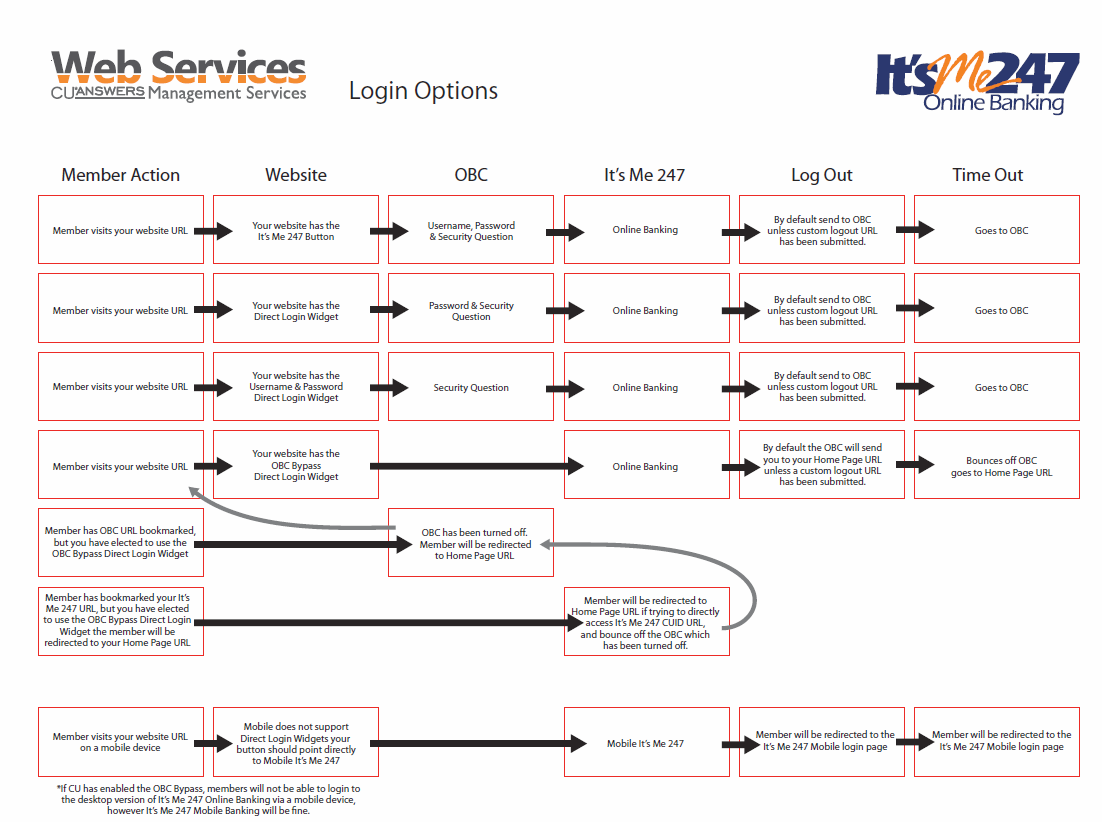 Web Services
CU*ANSWERS Management Services
Login Options
It's Me 247
Online Banking
Member Action
Website
OBC
It's Me 247
Log Out
Time Out
Member visits your website URL
Your website has the
It's Me 247 Button
Username, Password
& Security Question
Online Banking
By default send to OBC
unless custom logout URL
has been submitted.
Goes to OBC
Member visits your website URL
Your website has the
Direct Login Widget
Password & Security
Question
Online Banking
By default send to OBC
unless custom logout URL
has been submitted.
Goes to OBC
Member visits your website URL
Your website has the
Username & Password
Direct Login Widget
Security Question
Online Banking
By default send to OBC
unless custom logout URL
has been submitted.
Goes to OBC
Member visits your website URL
Your website has the
OBC Bypass
Direct Login Widget
Online Banking
By default the OBC will send
you to your Home Page URL
unless a custom logout URL
has been submitted.
Bounces off OBC
goes to Home Page URL
Member has OBC URL bookmarked,
but you have elected to use the
OBC Bypass Direct Login Widget
OBC has been turned off.
Member will be redirected
to Home Page URL
Member has bookmarked your It's
Me 247 URL, but you have elected
to use the OBC Bypass Direct Login
Widget the member will be
redirected to your Home Page URL
Member will be redirected to
Home Page URL if trying to directly
access It's Me 247 CUID URL,
and bounce off the OBC which
has been turned off.
Member visits your website URL
on a mobile device
Mobile does not support
Direct Login Widgets your
button should point directly
to Mobile It's Me 247
Mobile It's Me 247
Member will be redirected to the
It's Me 247 Mobile login page
Member will be redirected to the
It's Me 247 Mobile login page
*If CU has enabled the OBC Bypass, members will not be able to login to
the desktop version of It's Me 247 Online Banking via a mobile device,
however It's Me 247 Mobile Banking will be fine.